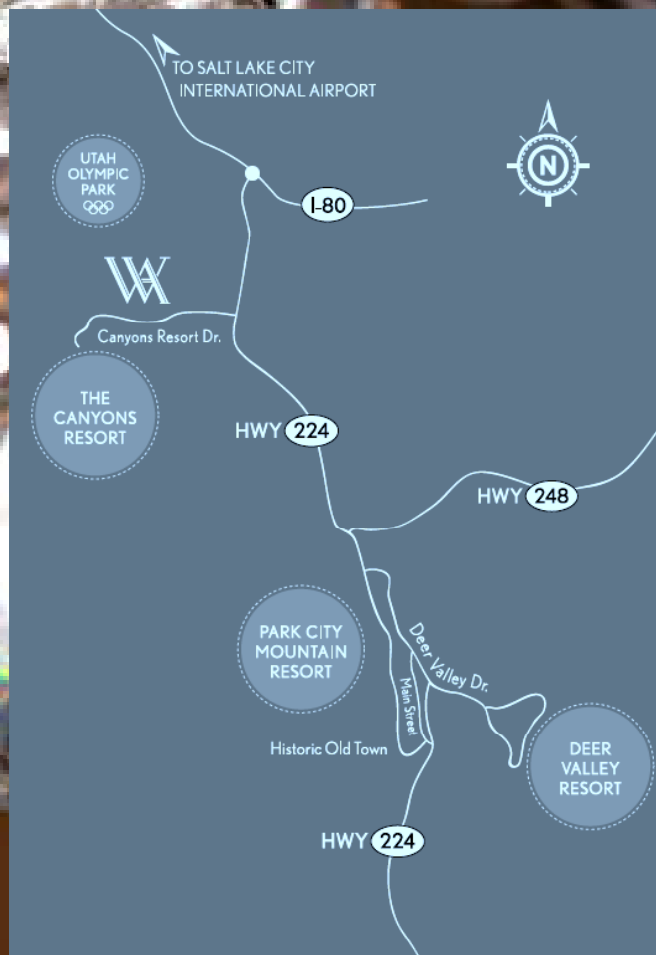 TO SALT LAKE CITY
INTERNATIONAL AIRPORT
UTAH
OLYMPIC
PARK
N
I-80
WA
Canyons Resort Dr.
THE
CANYONS
RESORT
HWY 224
HWY 248
PARK CITY
MOUNTAIN
RESORT
Deer Valley Dr.
Main Street
Historic Old Town
DEER
VALLEY
RESORT
HWY 224